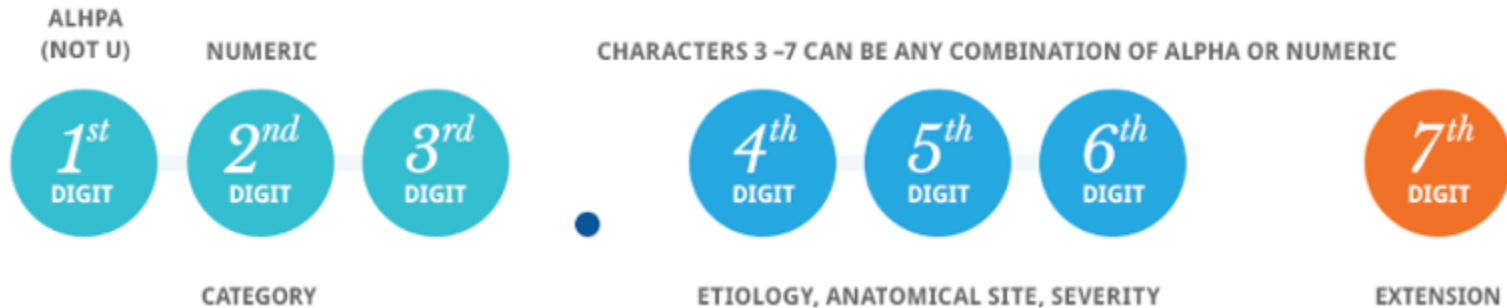 ALHPA
(NOT U)
NUMERIC
CHARACTERS 3 –7 CAN BE ANY COMBINATION OF ALPHA OR NUMERIC
1st
DIGIT
2nd
DIGIT
3rd
DIGIT
4th
DIGIT
5th
DIGIT
6th
DIGIT
7th
DIGIT
CATEGORY
ETIOLOGY, ANATOMICAL SITE, SEVERITY
EXTENSION